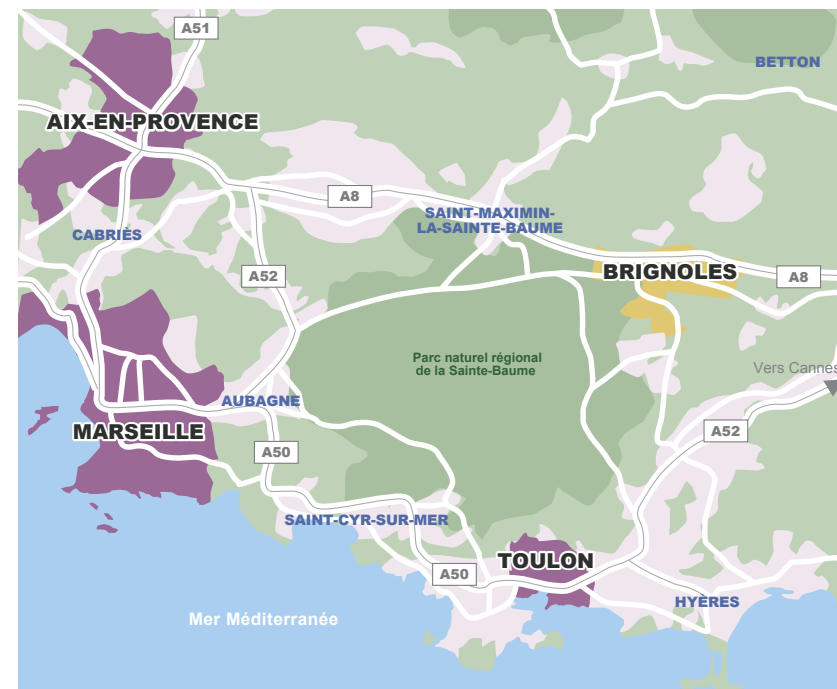 A51
BETTON
AIX-EN-PROVENCE
A8
SAINT-MAXIMIN-
LA-SAINTE-BAUME
CABRIÈS
A52
BRIGNOLES
A8
Parc naturel régional
de la Sainte-Baume
Vers Cannes
AUBAGNE
MARSEILLE
A52
A50
SAINT-CYR-SUR-MER
TOULON
A50
HYÈRES
Mer Méditerranée